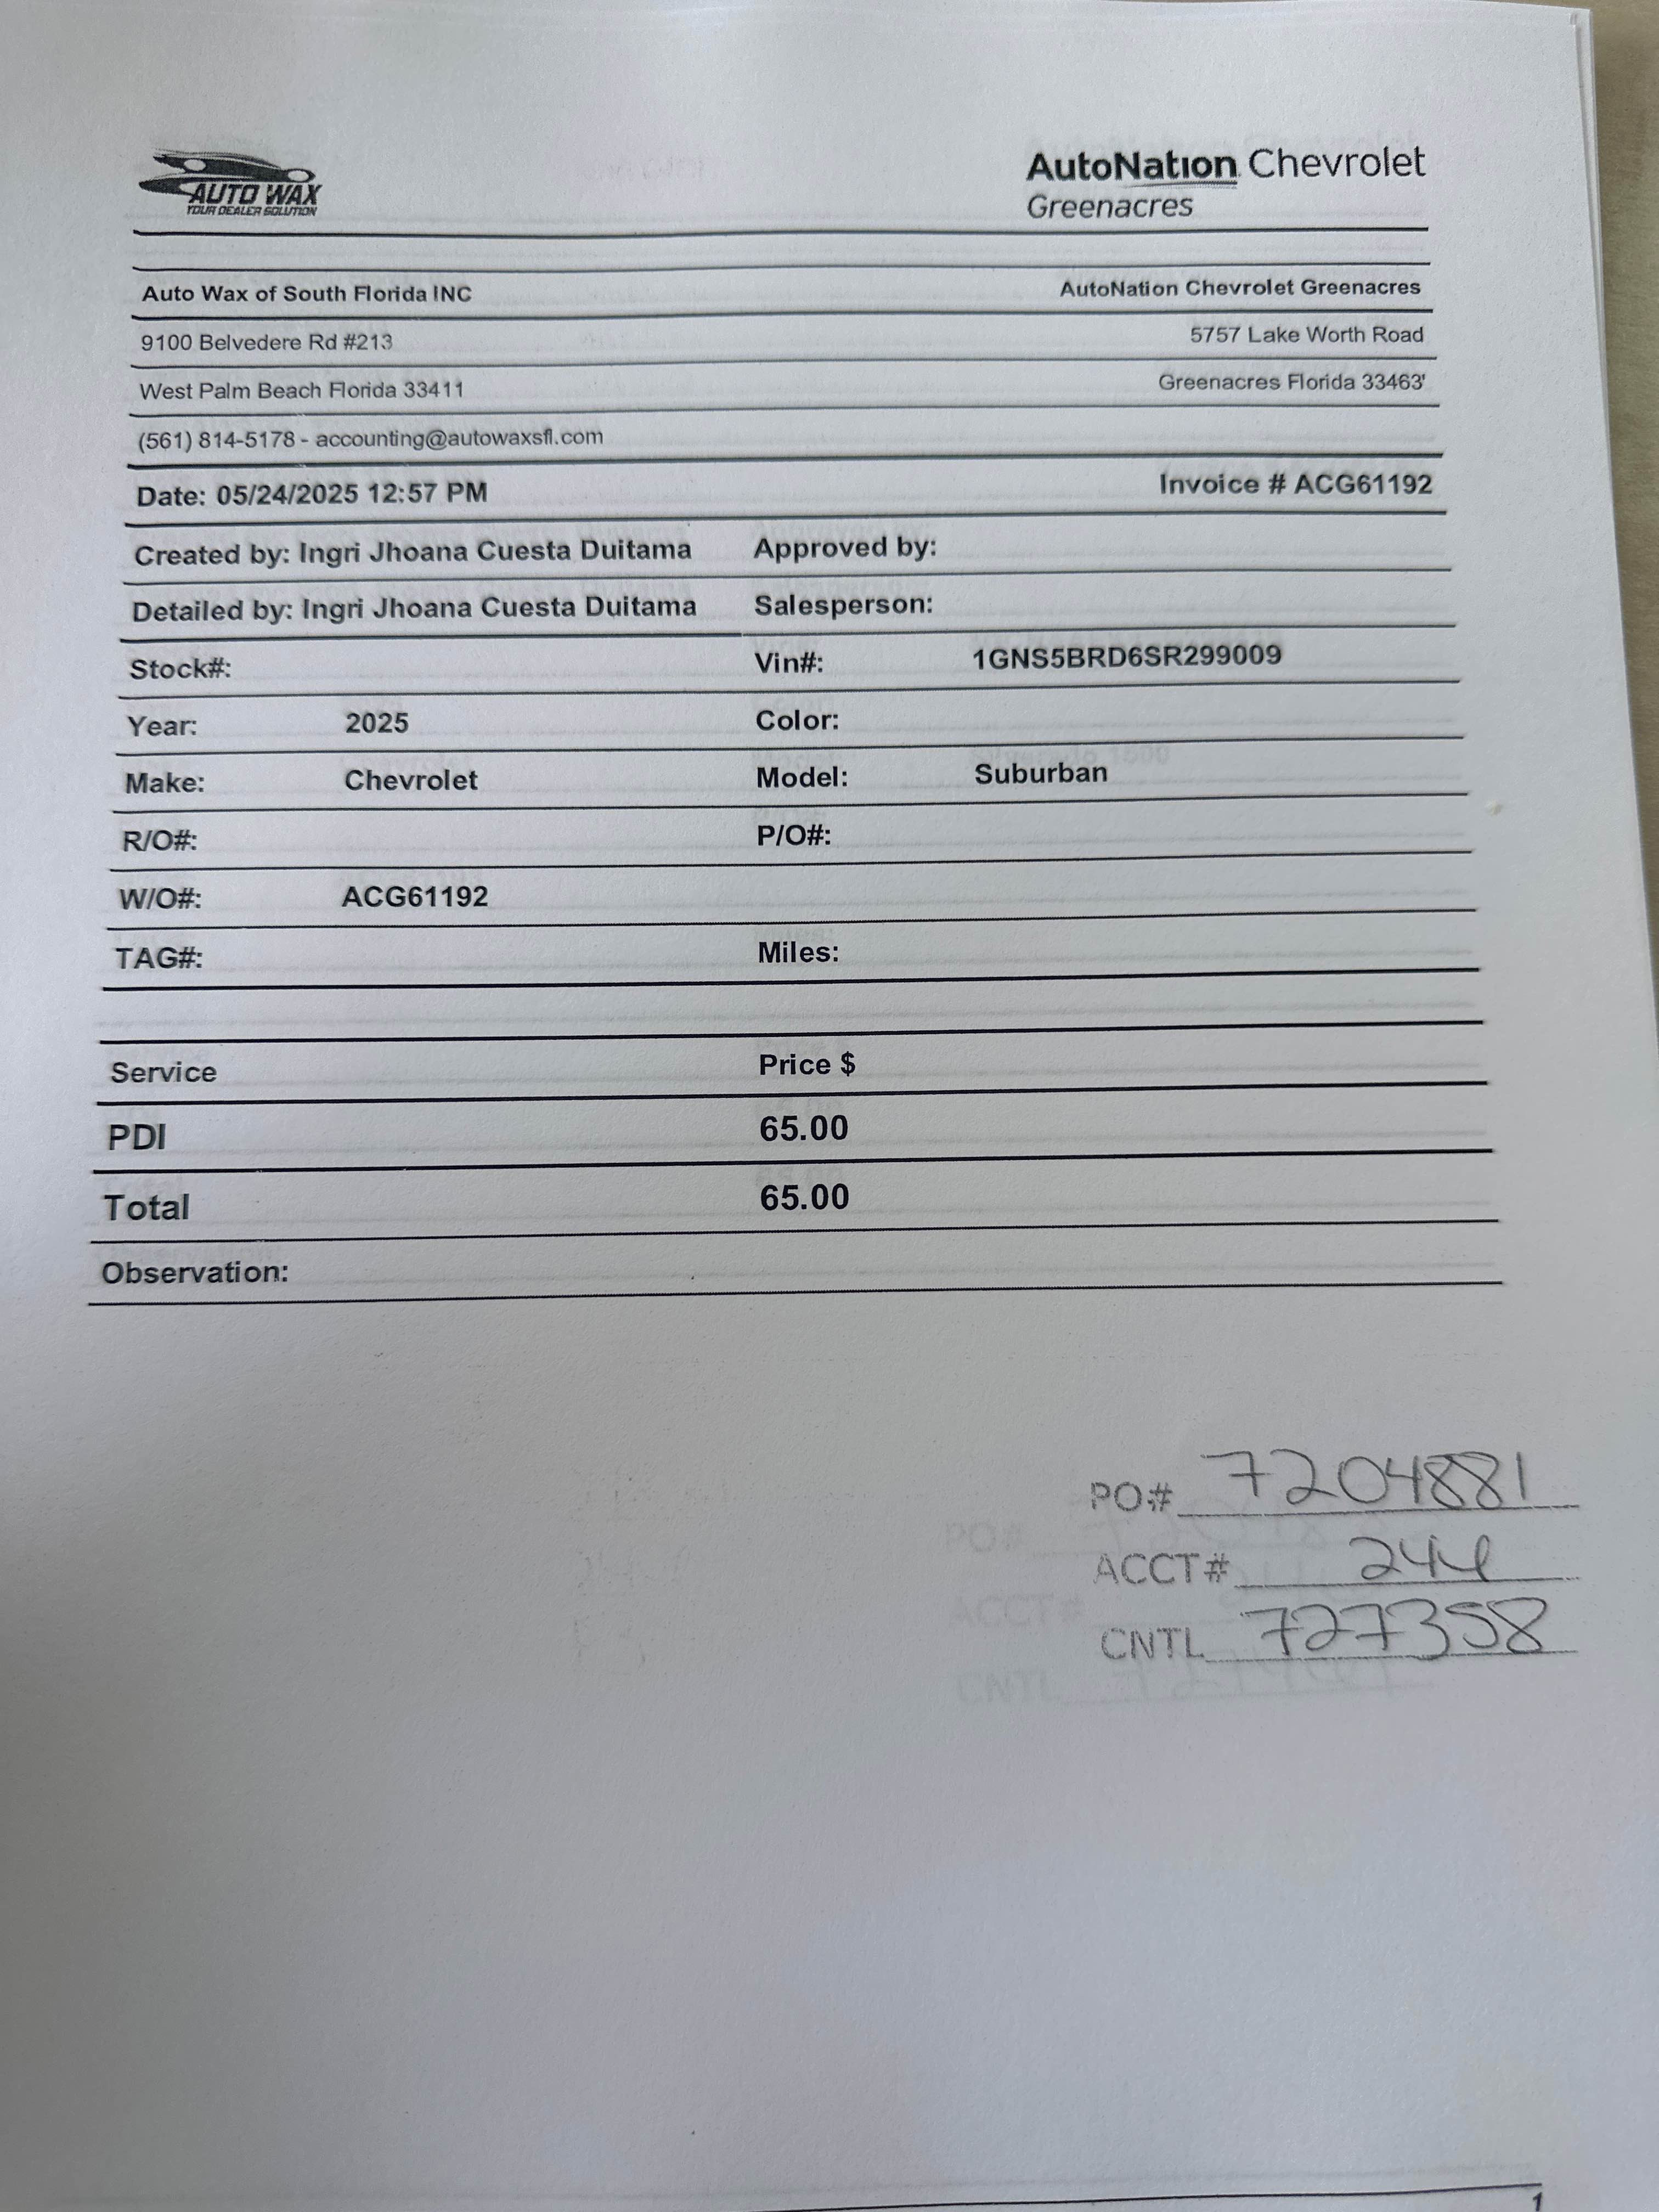 AUTO WAX
YOUR DEALER SOLUTION
AutoNation Chevrolet
Greenacres
Auto Wax of South Florida INC AutoNation Chevrolet Greenacres
9100 Belvedere Rd #213 5757 Lake Worth Road
West Palm Beach Florida 33411 Greenacres Florida 33463'
(561) 814-5178 - accounting@autowaxsfl.com
Date: 05/24/2025 12:57 PM Invoice # ACG61192
Created by: Ingri Jhoana Cuesta Duitama Approved by:
Detailed by: Ingri Jhoana Cuesta Duitama Salesperson:
Stock#: Vin#: 1GNS5BRD6SR299009
Year: 2025 Color:
Make: Chevrolet Model: Suburban
R/O#: P/O#:
W/O#: ACG61192
TAG#: Miles:
Service Price $
PDI 65.00
Total 65.00
Observation:
PO# 7204881
ACCT# 244
CNTL 727358
1